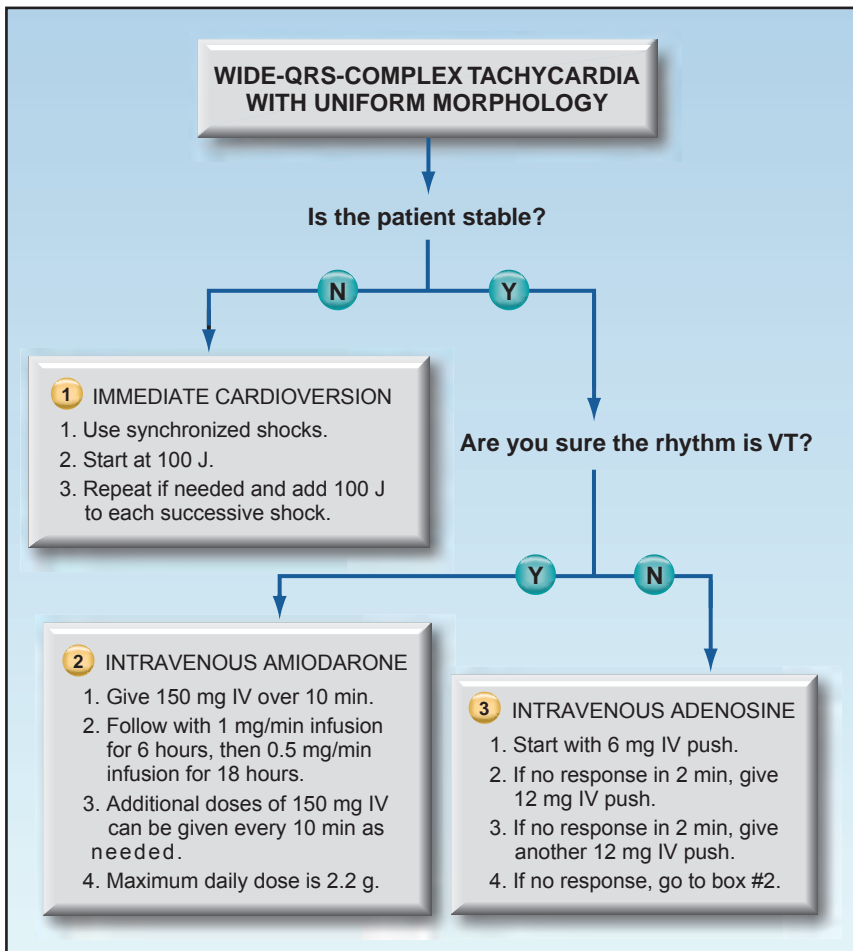 WIDE-QRS-COMPLEX TACHYCARDIA
WITH UNIFORM MORPHOLOGY
Is the patient stable?
N
Y
1 IMMEDIATE CARDIOVERSION
1. Use synchronized shocks.
2. Start at 100 J.
3. Repeat if needed and add 100 J
to each successive shock.
Are you sure the rhythm is VT?
Y
N
2 INTRAVENOUS AMIODARONE
1. Give 150 mg IV over 10 min.
2. Follow with 1 mg/min infusion
for 6 hours, then 0.5 mg/min
infusion for 18 hours.
3. Additional doses of 150 mg IV
can be given every 10 min as
needed.
4. Maximum daily dose is 2.2 g.
3 INTRAVENOUS ADENOSINE
1. Start with 6 mg IV push.
2. If no response in 2 min, give
12 mg IV push.
3. If no response in 2 min, give
another 12 mg IV push.
4. If no response, go to box #2.